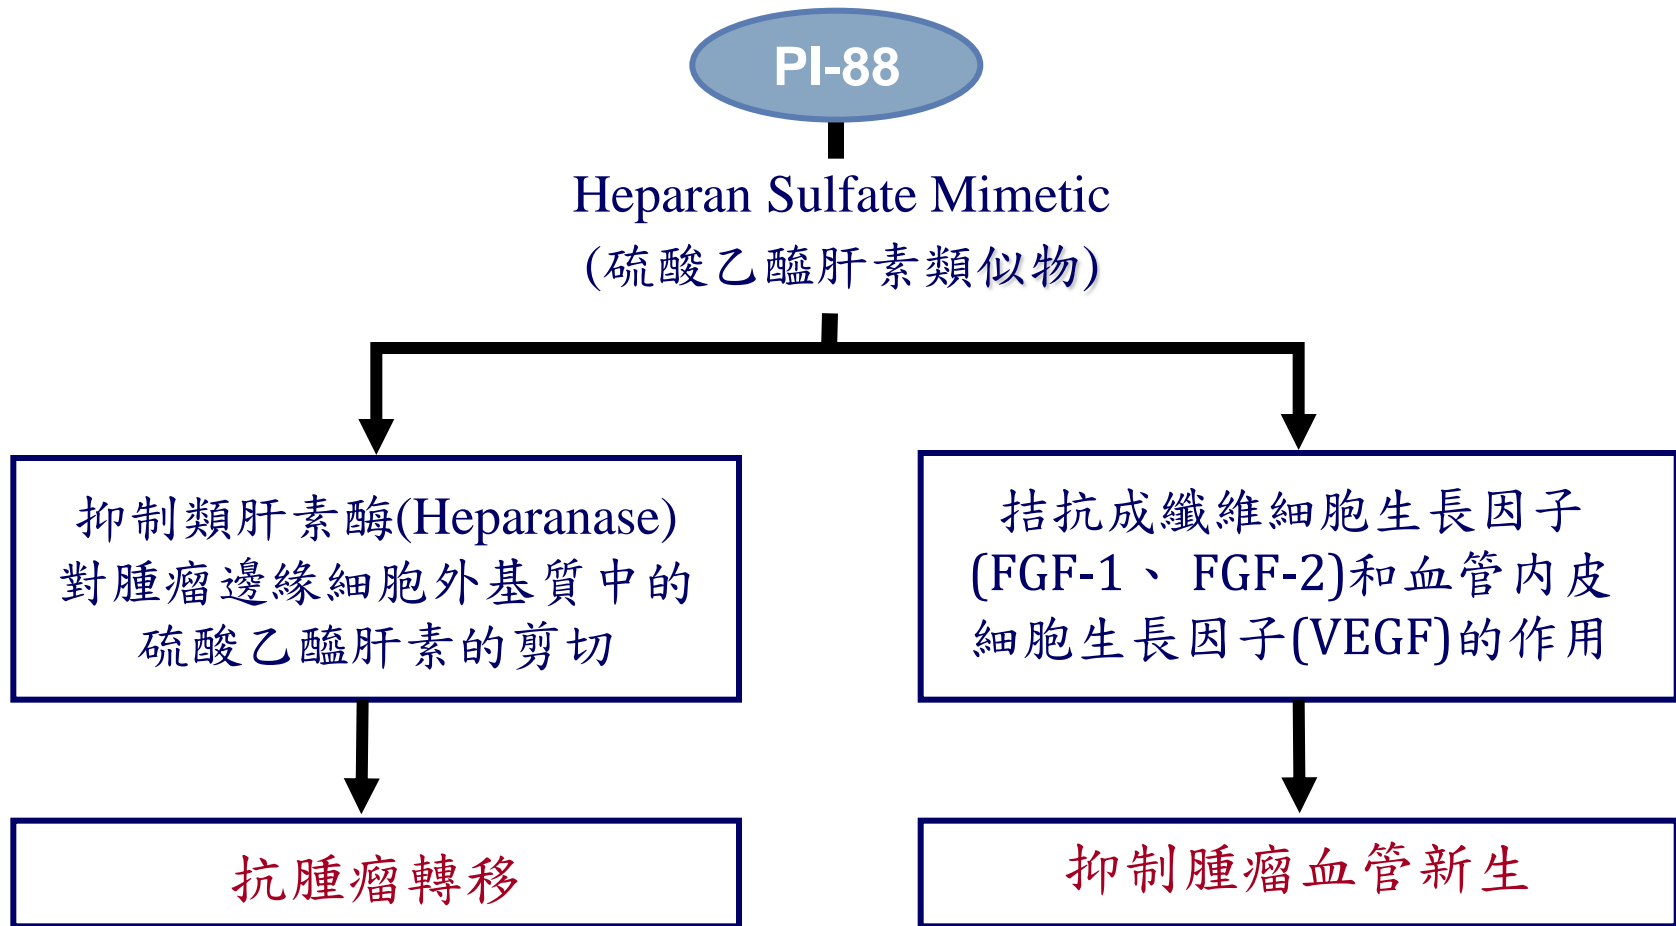 PI-88
Heparan Sulfate Mimetic
(硫酸乙醯肝素類似物)
抑制類肝素酶(Heparanase)
對腫瘤邊緣細胞外基質中的
硫酸乙醯肝素的剪切
拮抗成纖維細胞生長因子
(FGF-1、 FGF-2)和血管内皮
細胞生長因子(VEGF)的作用
抗腫瘤轉移
抑制腫瘤血管新生